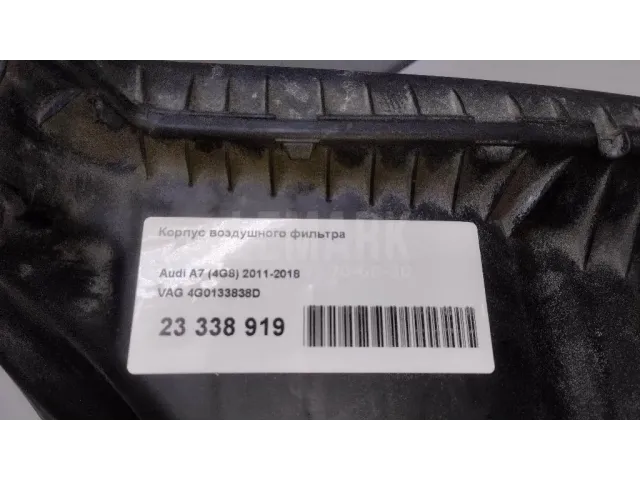 Корпус воздушного фильтра
Audi A7 (4G8) 2011-2018
VAG 4G0133838D
23 338 919